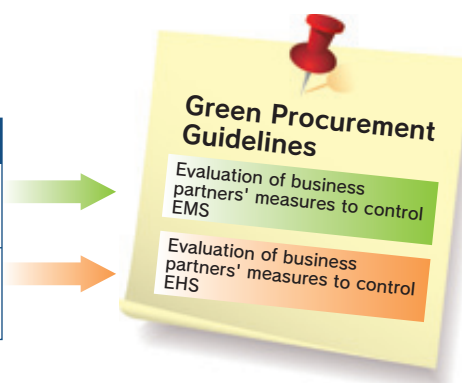 Green Procurement
Guidelines
Evaluation of business
partners' measures to control
EMS
Evaluation of business
partners' measures to control
EHS